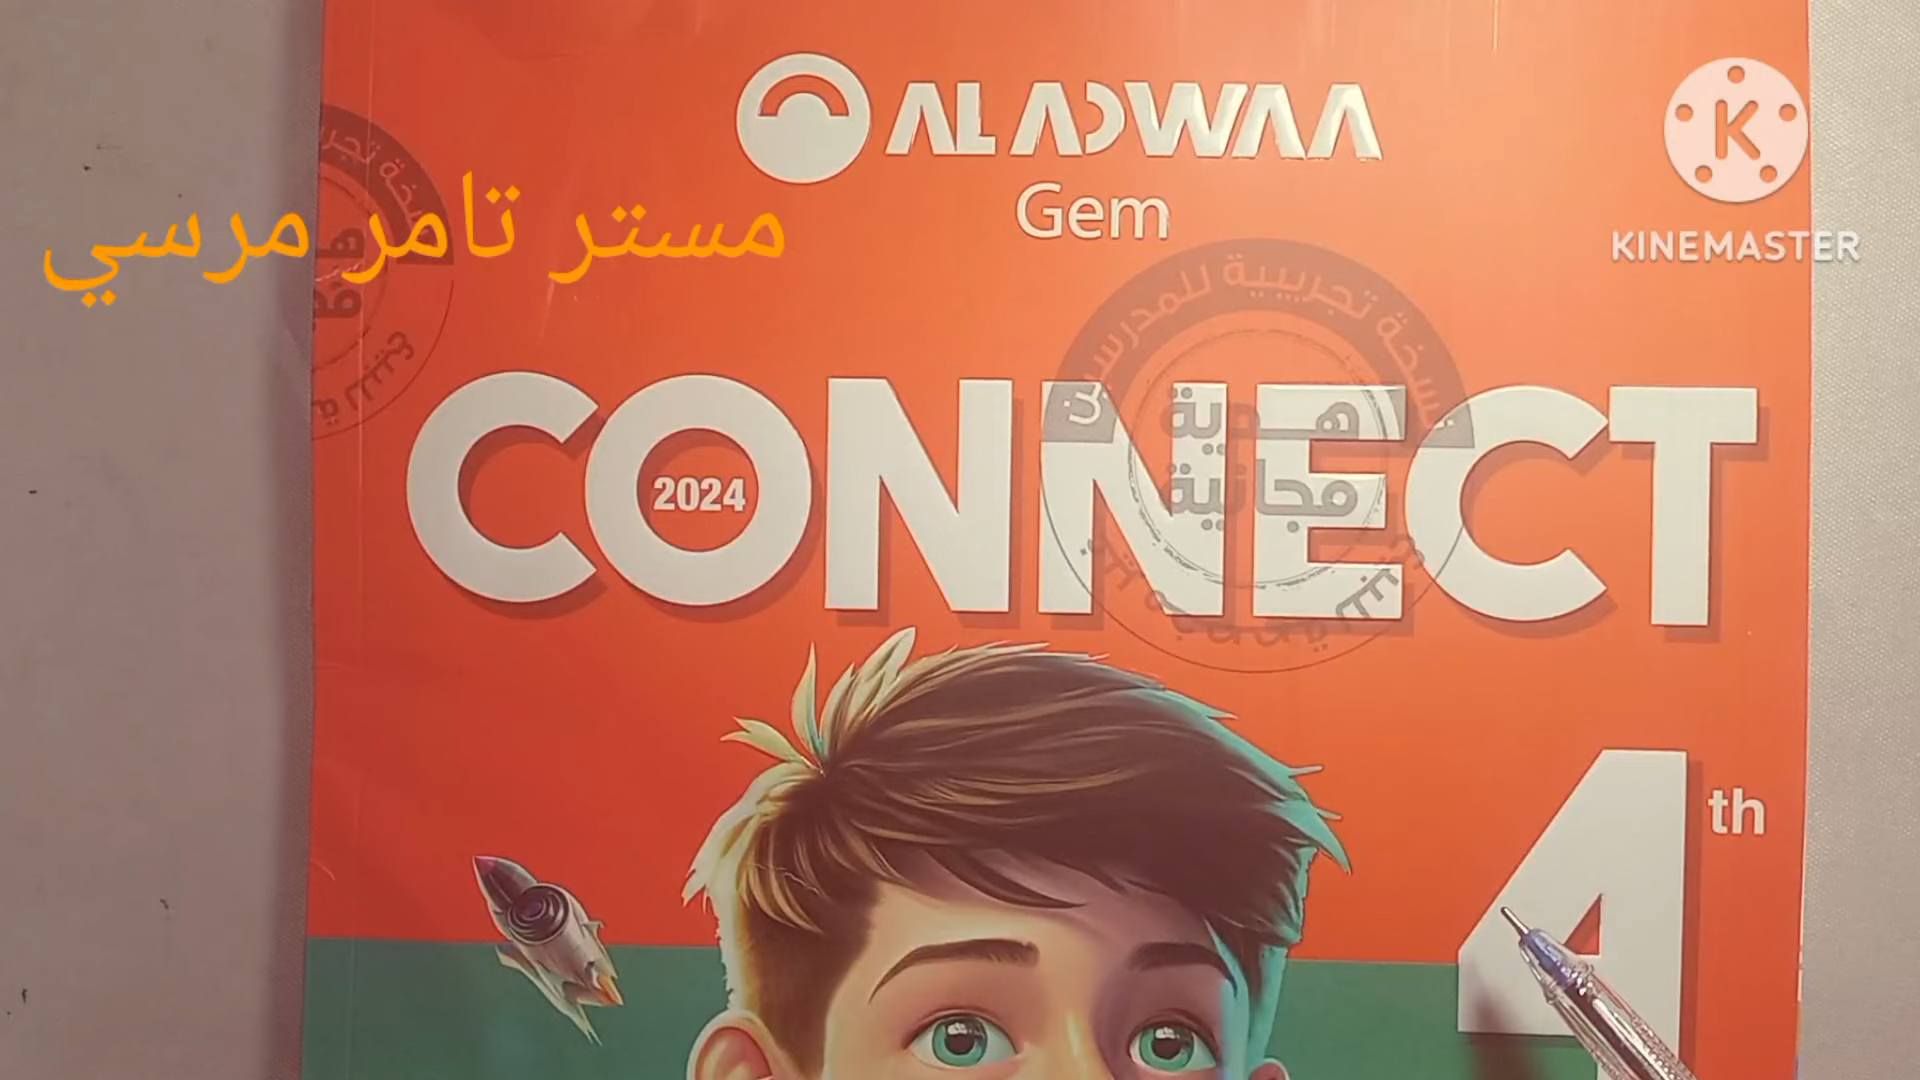 AL ADWAA
Gem
KINEMASTER
مستر تامر مرسي
نسخة تجريبية للمدرسين
هدية
مجانية
CONNECT
2024
4th